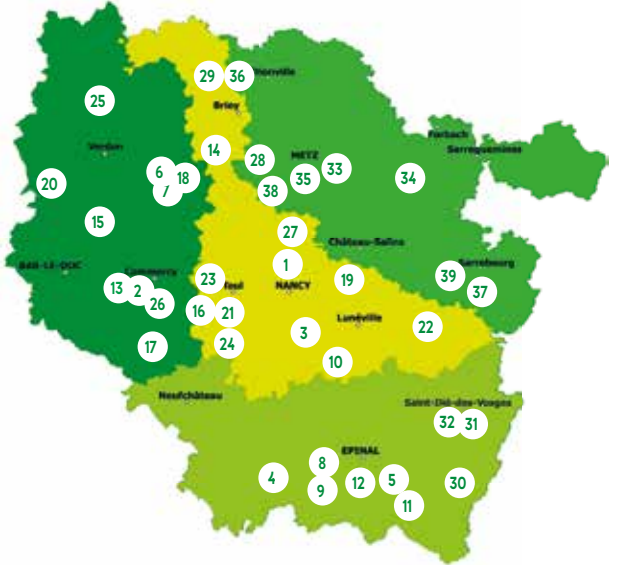 29
36
Thionville
25
Briey
Verdun
14
Forbach
Sarreguemines
28
METZ
6
18
7
33
35
34
20
38
15
27
Château-Salins
BAR-LE-DUC
1
Sarrebourg
Commercy
23
Toul
NANCY
19
39
37
13
2
26
16
21
Lunéville
22
3
17
24
10
Neufchâteau
Saint-Dié-des-Vosges
32
31
EPINAL
8
4
9
12
5
30
11